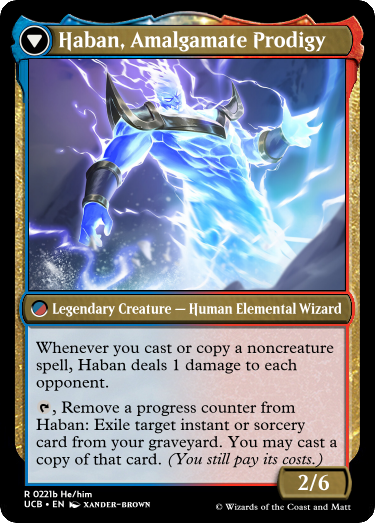 Haban, Amalgamate Prodigy
Legendary Creature — Human Elemental Wizard
Whenever you cast or copy a noncreature
spell, Haban deals 1 damage to each
opponent.
, Remove a progress counter from
Haban: Exile target instant or sorcery
card from your graveyard. You may cast a
copy of that card. (You still pay its costs.)
2/6
R 0221b He/him
UCB • EN XANDER-BROWN
© Wizards of the Coast and Matt